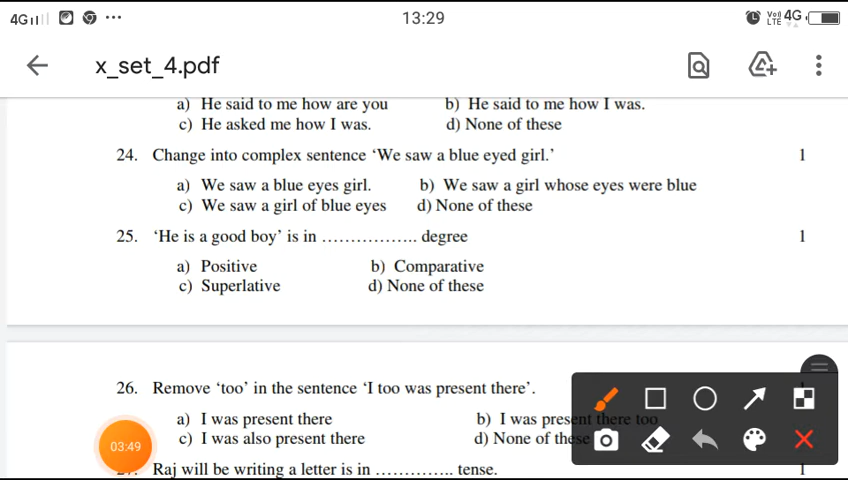 4G 13:29 Vo)) LTE 4G
x_set_4.pdf
a) He said to me how are you b) He said to me how I was.
c) He asked me how I was. d) None of these
24. Change into complex sentence ‘We saw a blue eyed girl.’ 1
a) We saw a blue eyes girl. b) We saw a girl whose eyes were blue
c) We saw a girl of blue eyes d) None of these
25. ‘He is a good boy’ is in ................. degree 1
a) Positive b) Comparative
c) Superlative d) None of these
26. Remove ‘too’ in the sentence ‘I too was present there’.
a) I was present there b) I was present there too
c) I was also present there d) None of these
03:49
Raj will be writing a letter is in .............. tense. 1